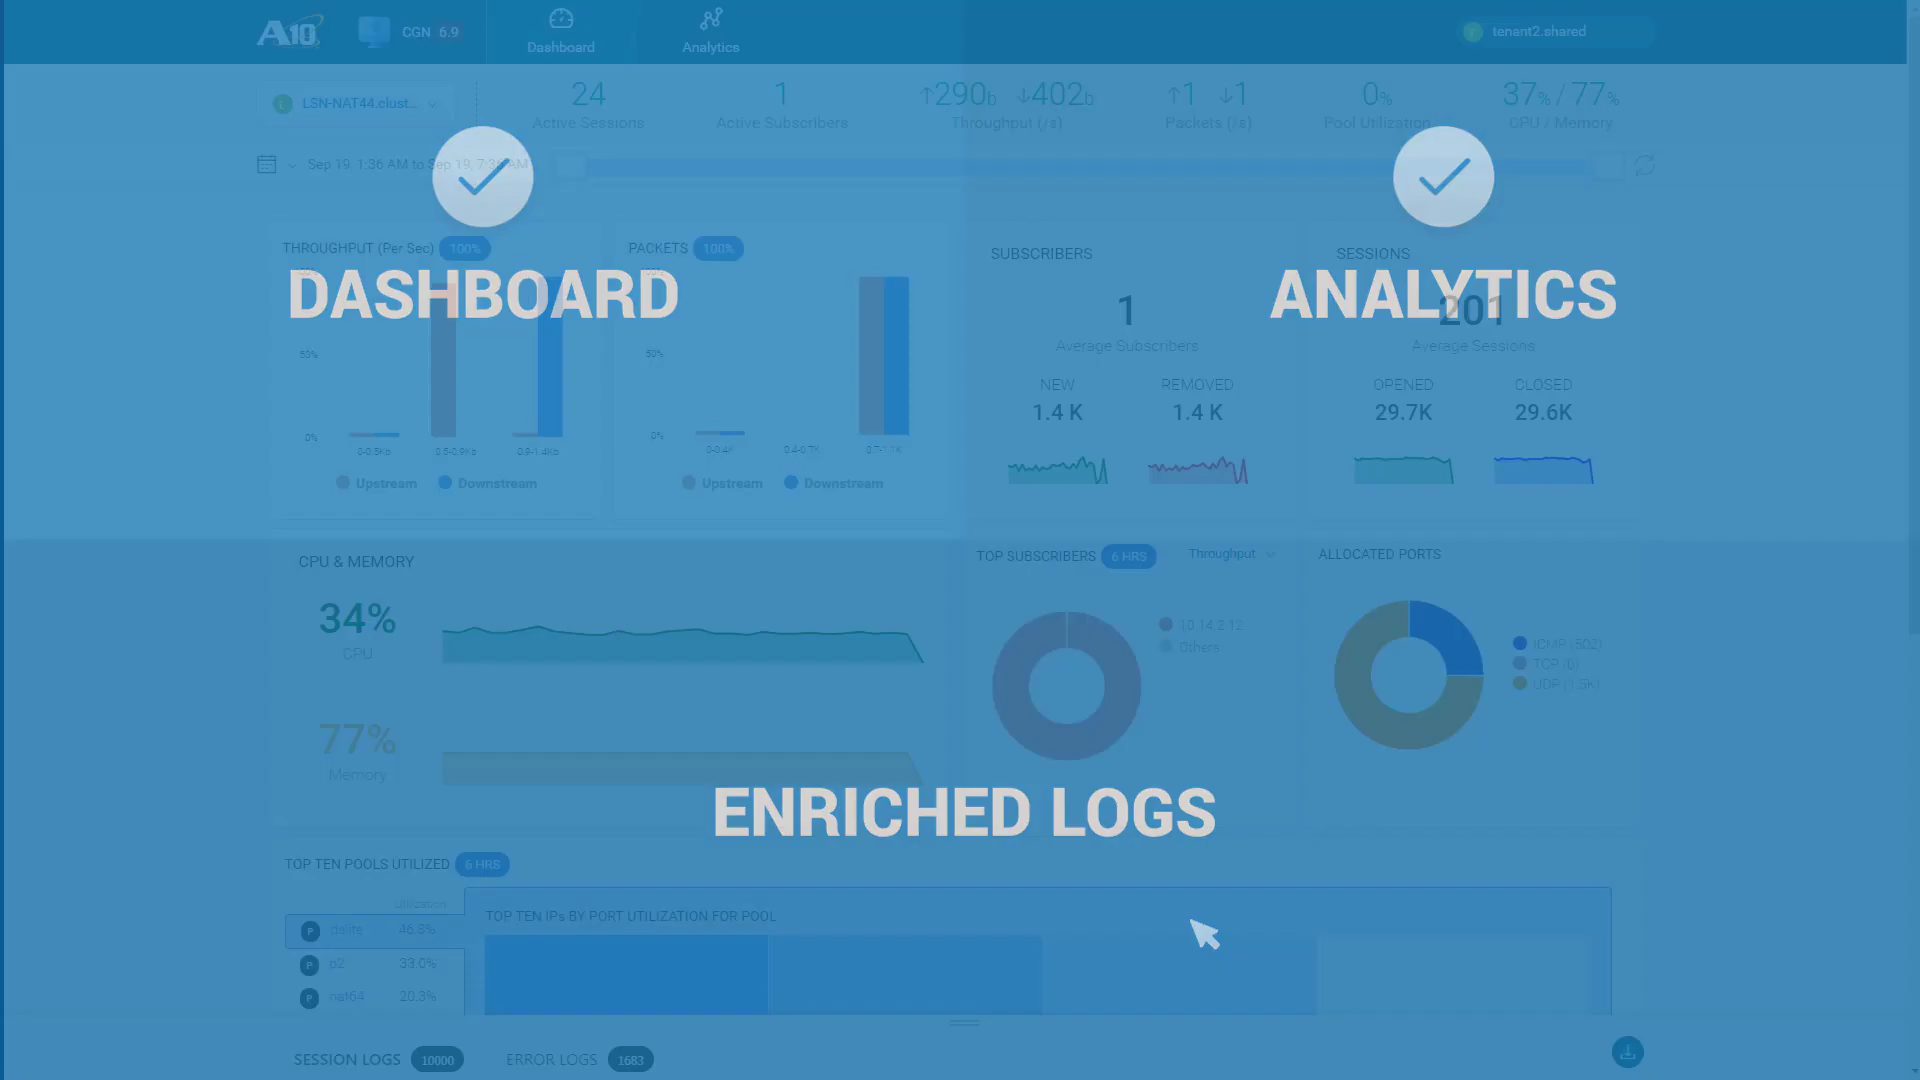 A10
CGN 6.9
Dashboard
Analytics
tenant2.shared
LSN-NAT44.clust...
24
Active Sessions
1
Active Subscribers
↑290b ↓402b
Throughput (/s)
↑1 ↓1
Packets (/s)
0%
Pool Utilization
37% / 77%
CPU / Memory
Sep 19, 1:36 AM to Sep 19, 7:36 AM
THROUGHPUT (Per Sec) 100%
PACKETS 100%
SUBSCRIBERS
SESSIONS
DASHBOARD
ANALYTICS
1
Average Subscribers
201
Average Sessions
50%
50%
NEW
1.4 K
REMOVED
1.4 K
OPENED
29.7K
CLOSED
29.6K
0%
0-0.5Kb
0.5-0.9Kb
0.9-1.4Kb
0%
0-0.4K
0.4-0.7K
0.7-1.1K
Upstream
Downstream
Upstream
Downstream
CPU & MEMORY
34%
CPU
77%
Memory
TOP SUBSCRIBERS 6 HRS
Throughput
10.14.2.12
Others
ALLOCATED PORTS
ICMP (502)
TCP (0)
UDP (1.5K)
ENRICHED LOGS
TOP TEN POOLS UTILIZED 6 HRS
utilization
P dslite 46.8%
P p2 33.0%
P nat64 20.3%
TOP TEN IPs BY PORT UTILIZATION FOR POOL
SESSION LOGS 10000
ERROR LOGS 1683